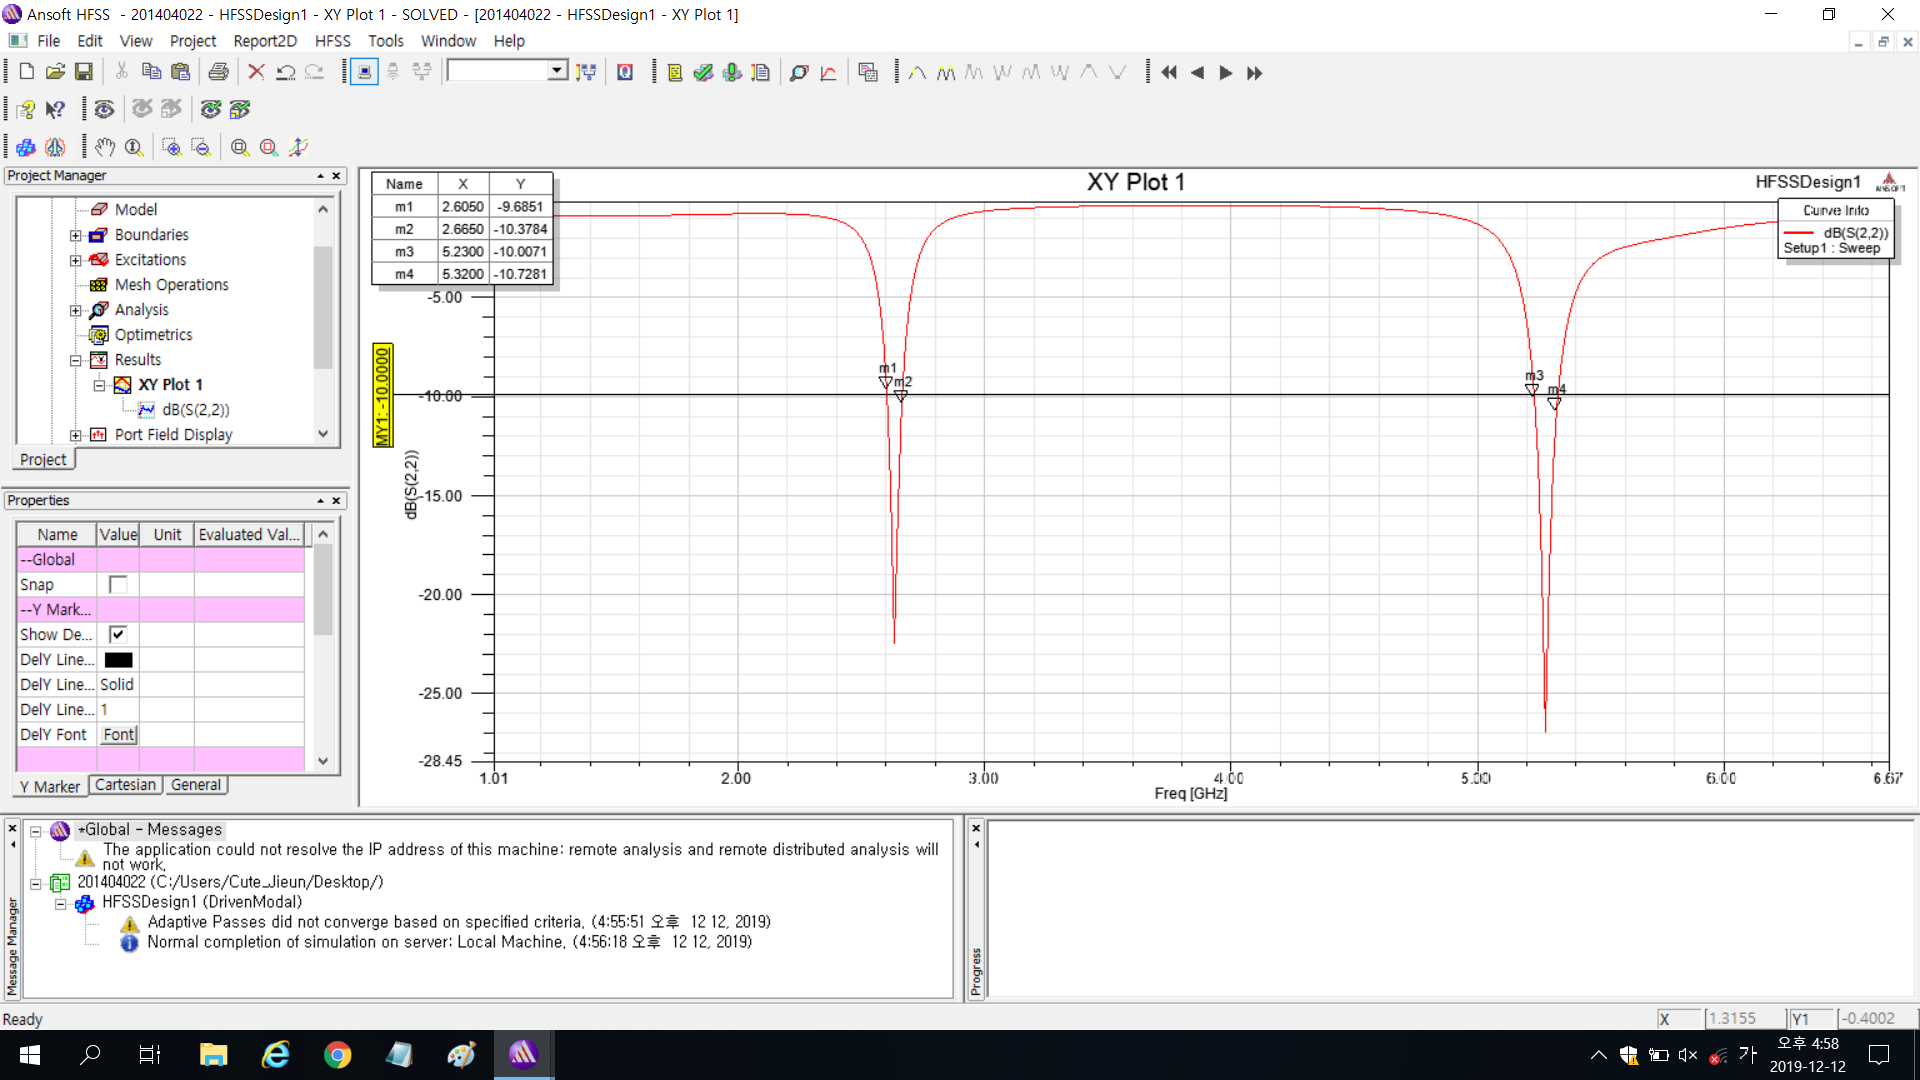 Ansoft HFSS - 201404022 - HFSSDesign1 - XY Plot 1 - SOLVED - [201404022 - HFSSDesign1 - XY Plot 1]
File Edit View Project Report2D HFSS Tools Window Help
Project Manager
Model
Boundaries
Excitations
Mesh Operations
Analysis
Optimetrics
Results
XY Plot 1
dB(S(2,2))
Port Field Display
Project
Properties
Name Value Unit Evaluated Val...
--Global
Snap
--Y Mark...
Show De...
DelY Line...
DelY Line... Solid
DelY Line... 1
DelY Font Font
Y Marker Cartesian General
XY Plot 1
HFSSDesign1
ANSOFT
Name X Y
m1 2.6050 -9.6851
m2 2.6650 -10.3784
m3 5.2300 -10.0071
m4 5.3200 -10.7281
Curve Info
dB(S(2,2))
Setup1 : Sweep
m1
m2
m3
m4
MY1: -10.0000
dB(S(2,2))
-5.00
-10.00
-15.00
-20.00
-25.00
-28.45
1.01 2.00 3.00 4.00 5.00 6.00 6.67
Freq [GHz]
Message Manager
*Global - Messages
The application could not resolve the IP address of this machine: remote analysis and remote distributed analysis will
not work.
201404022 (C:/Users/Cute_Jieun/Desktop/)
HFSSDesign1 (DrivenModal)
Adaptive Passes did not converge based on specified criteria. (4:55:51 오후 12 12, 2019)
Normal completion of simulation on server: Local Machine. (4:56:18 오후 12 12, 2019)
Progress
Ready
X 1.3155 Y1 -0.4002
가
오후 4:58
2019-12-12